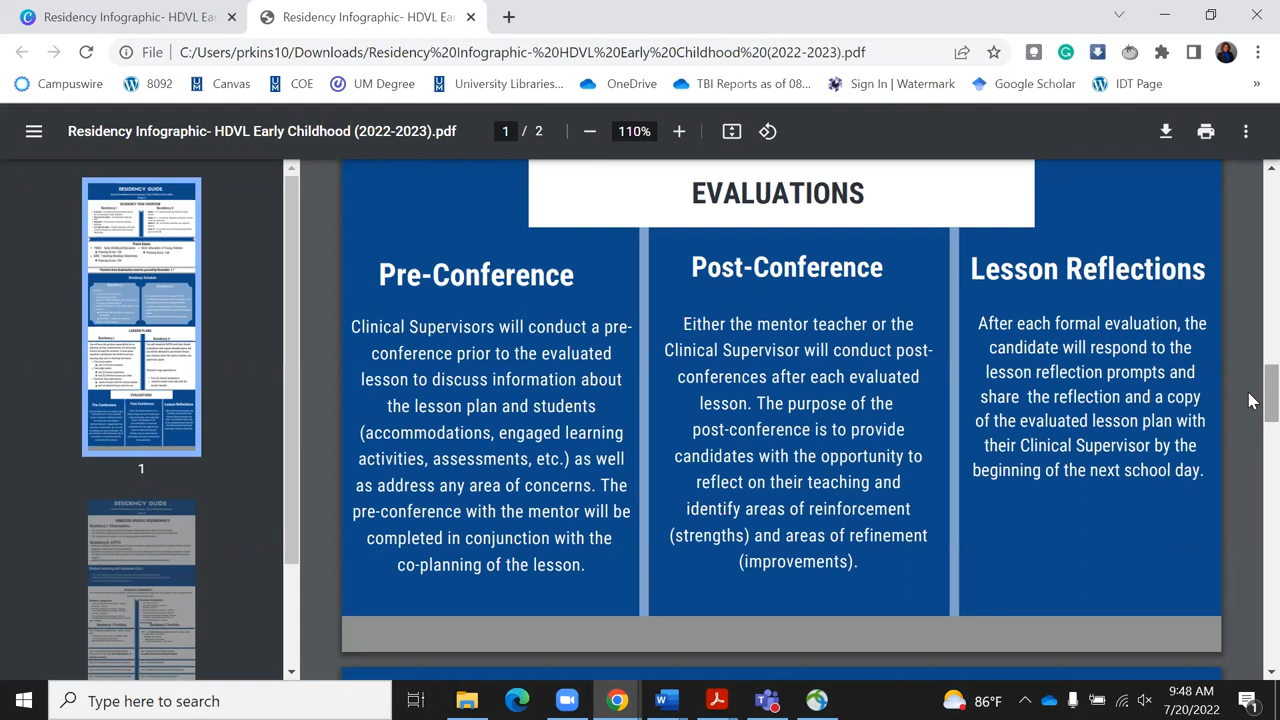 Residency Infographic- HDVL Ear
Residency Infographic- HDVL Earl
File
C:/Users/prkins10/Downloads/Residency%20Infographic-%20HDVL%20Early%20Childhood%20(2022-2023).pdf
Campuswire
8092
Canvas
COE
UM Degree
University Libraries...
OneDrive
TBI Reports as of 08...
Sign In | Watermark
Google Scholar
IDT Page
Residency Infographic- HDVL Early Childhood (2022-2023).pdf
1 / 2
110%
RESIDENCY GUIDE
EVALUATIONS
1
RESIDENCY GUIDE
EVALUATIONS
Pre-Conference
Clinical Supervisors will conduct a pre-
conference prior to the evaluated
lesson to discuss information about
the lesson plan and forms
(accommodations, engaging learning
activities, assessments, etc.) as well
as address any area of concerns. The
pre-conference with the mentor will be
completed in conjunction with the
co-planning of the lesson.
Post-Conference
Either the mentor teacher or the
Clinical Supervisor will conduct post-
conferences after each evaluated
lesson. The intention of the
post-conference is to provide
candidates with the opportunity to
reflect on their teaching and
identify areas of reinforcement
(strengths) and areas of refinement
(improvements).
Lesson Reflections
After each formal evaluation, the
candidate will respond to the
lesson reflection prompts and
share the reflection and a copy
of the evaluated lesson plan with
their Clinical Supervisor by the
beginning of the next school day.
Type here to search
86°F
9:48 AM
7/20/2022
1